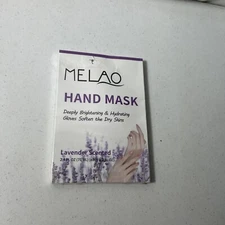 MELAO
HAND MASK
Deeply Brightening & Hydrating
Gloves Soften the Dry Skin
Lavender Scented